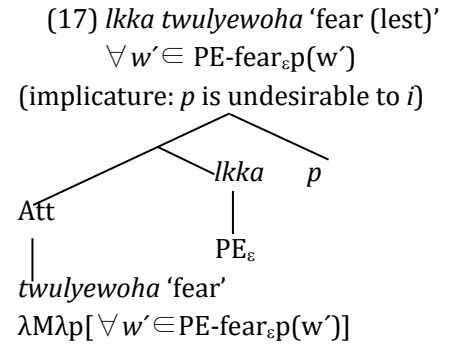 (17) lkka twulyewoha ‘fear (lest)’
∀w′∈ PE-fearεp(w′)
(implicature: p is undesirable to i)
lkka p
Att
PEε
twulyewoha ‘fear’
λMλp[∀w′∈PE-fearεp(w′)]